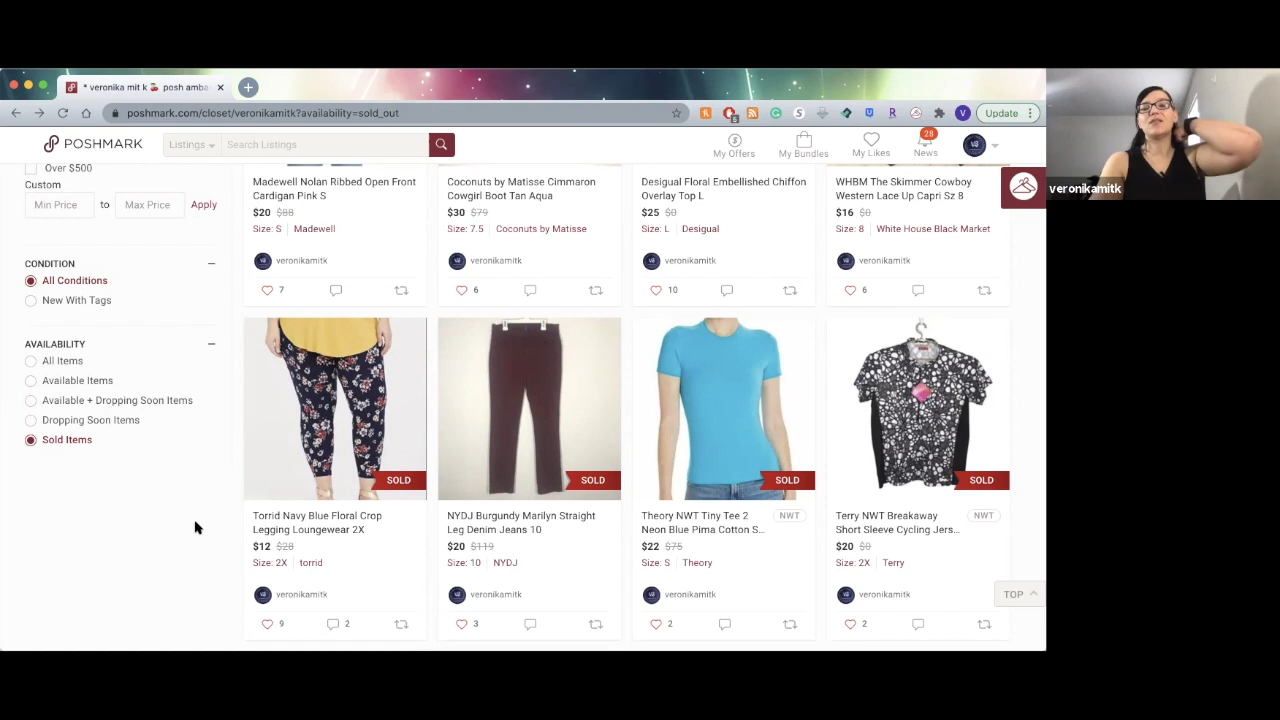 * veronika mit k 🍒 posh amba
poshmark.com/closet/veronikamitk?availability=sold_out
Update
POSHMARK
Listings
Search Listings
My Offers
My Bundles
My Likes
28
News
Over $500
Custom
Min Price
to
Max Price
Apply
CONDITION
All Conditions
New With Tags
AVAILABILITY
All Items
Available Items
Available + Dropping Soon Items
Dropping Soon Items
Sold Items
Madewell Nolan Ribbed Open Front
Cardigan Pink S
$20 $88
Size: S | Madewell
veronikamitk
7
Coconuts by Matisse Cimmaron
Cowgirl Boot Tan Aqua
$30 $79
Size: 7.5 | Coconuts by Matisse
veronikamitk
6
Desigual Floral Embellished Chiffon
Overlay Top L
$25 $0
Size: L | Desigual
veronikamitk
10
WHBM The Skimmer Cowboy
Western Lace Up Capri Sz 8
$16 $0
Size: 8 | White House Black Market
veronikamitk
6
SOLD
Torrid Navy Blue Floral Crop
Legging Loungewear 2X
$12 $28
Size: 2X | torrid
veronikamitk
9
2
SOLD
NYDJ Burgundy Marilyn Straight
Leg Denim Jeans 10
$20 $119
Size: 10 | NYDJ
veronikamitk
3
SOLD
Theory NWT Tiny Tee 2
Neon Blue Pima Cotton S...
NWT
$22 $75
Size: S | Theory
veronikamitk
2
SOLD
Terry NWT Breakaway
Short Sleeve Cycling Jers...
NWT
$20 $0
Size: 2X | Terry
veronikamitk
2
TOP
veronikamitk